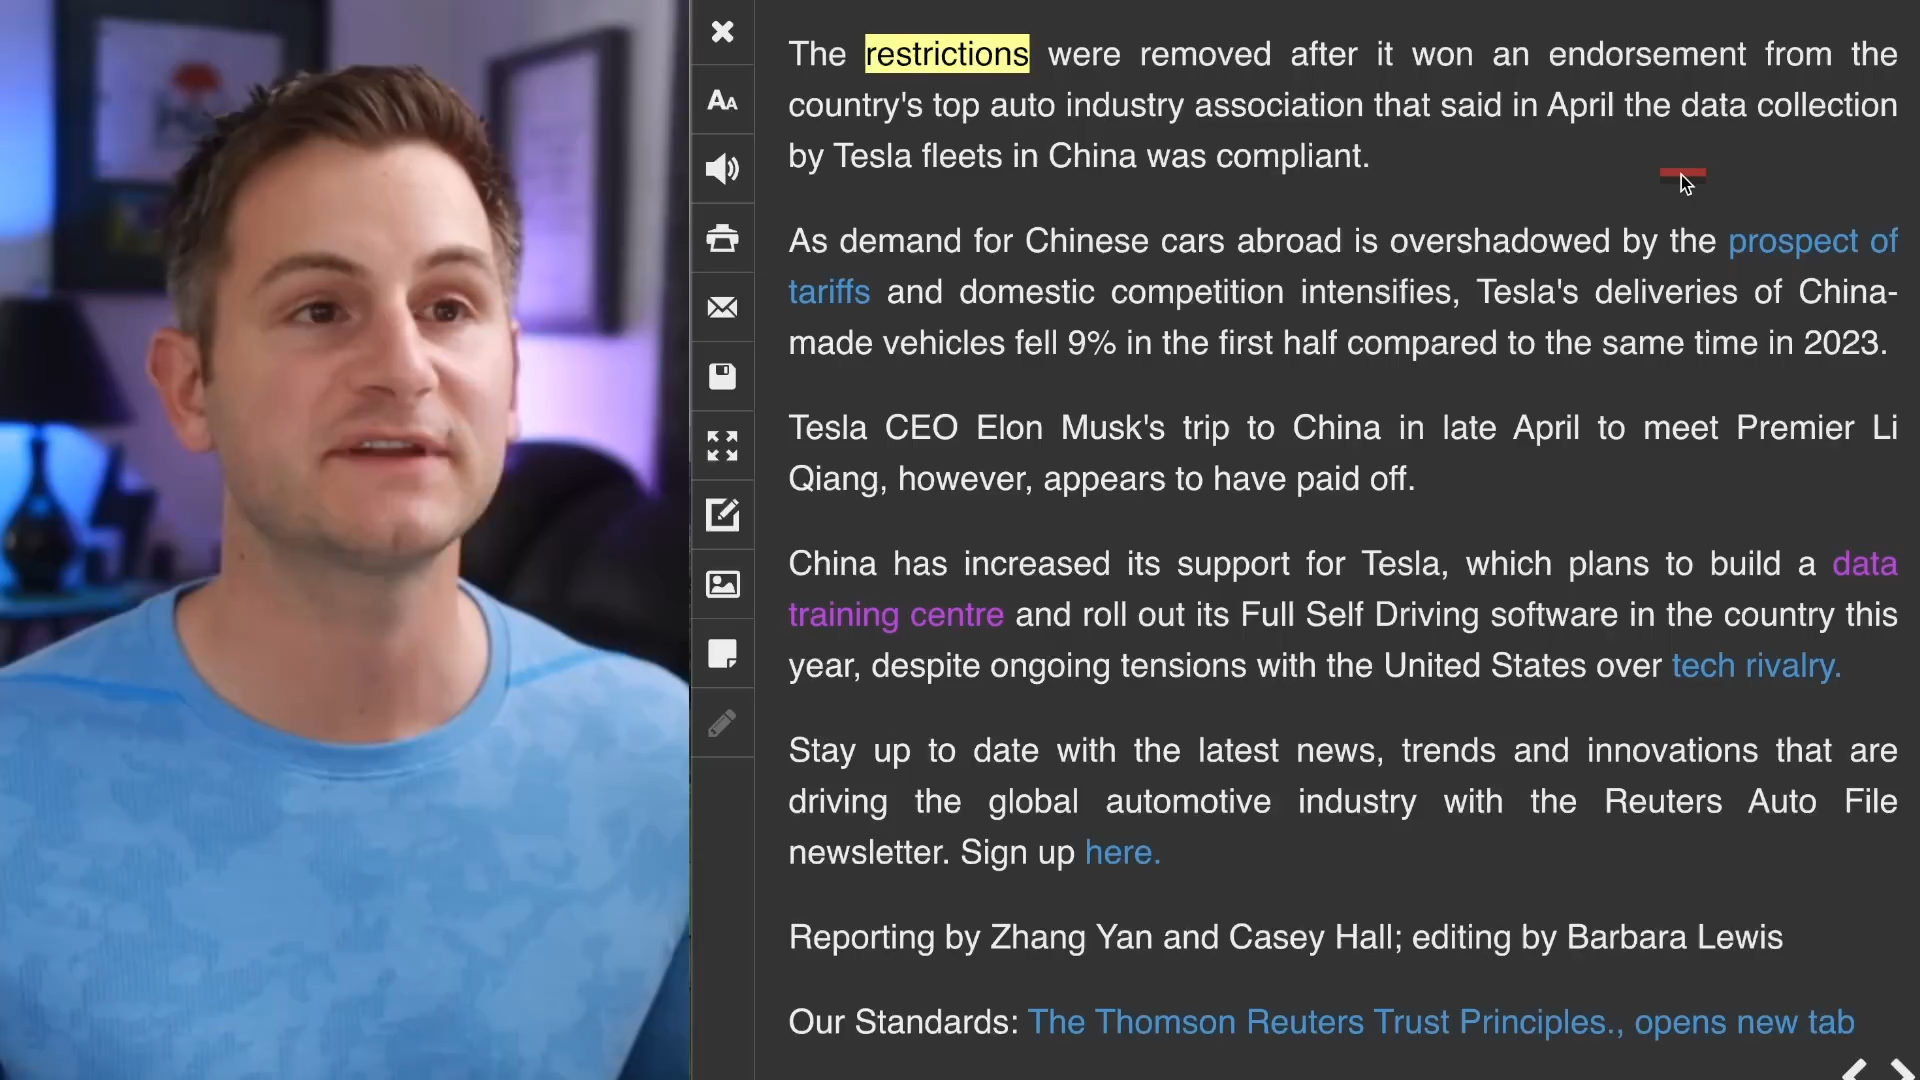 The restrictions were removed after it won an endorsement from the
country's top auto industry association that said in April the data collection
by Tesla fleets in China was compliant.
As demand for Chinese cars abroad is overshadowed by the prospect of
tariffs and domestic competition intensifies, Tesla's deliveries of China-
made vehicles fell 9% in the first half compared to the same time in 2023.
Tesla CEO Elon Musk's trip to China in late April to meet Premier Li
Qiang, however, appears to have paid off.
China has increased its support for Tesla, which plans to build a data
training centre and roll out its Full Self Driving software in the country this
year, despite ongoing tensions with the United States over tech rivalry.
Stay up to date with the latest news, trends and innovations that are
driving the global automotive industry with the Reuters Auto File
newsletter. Sign up here.
Reporting by Zhang Yan and Casey Hall; editing by Barbara Lewis
Our Standards: The Thomson Reuters Trust Principles., opens new tab